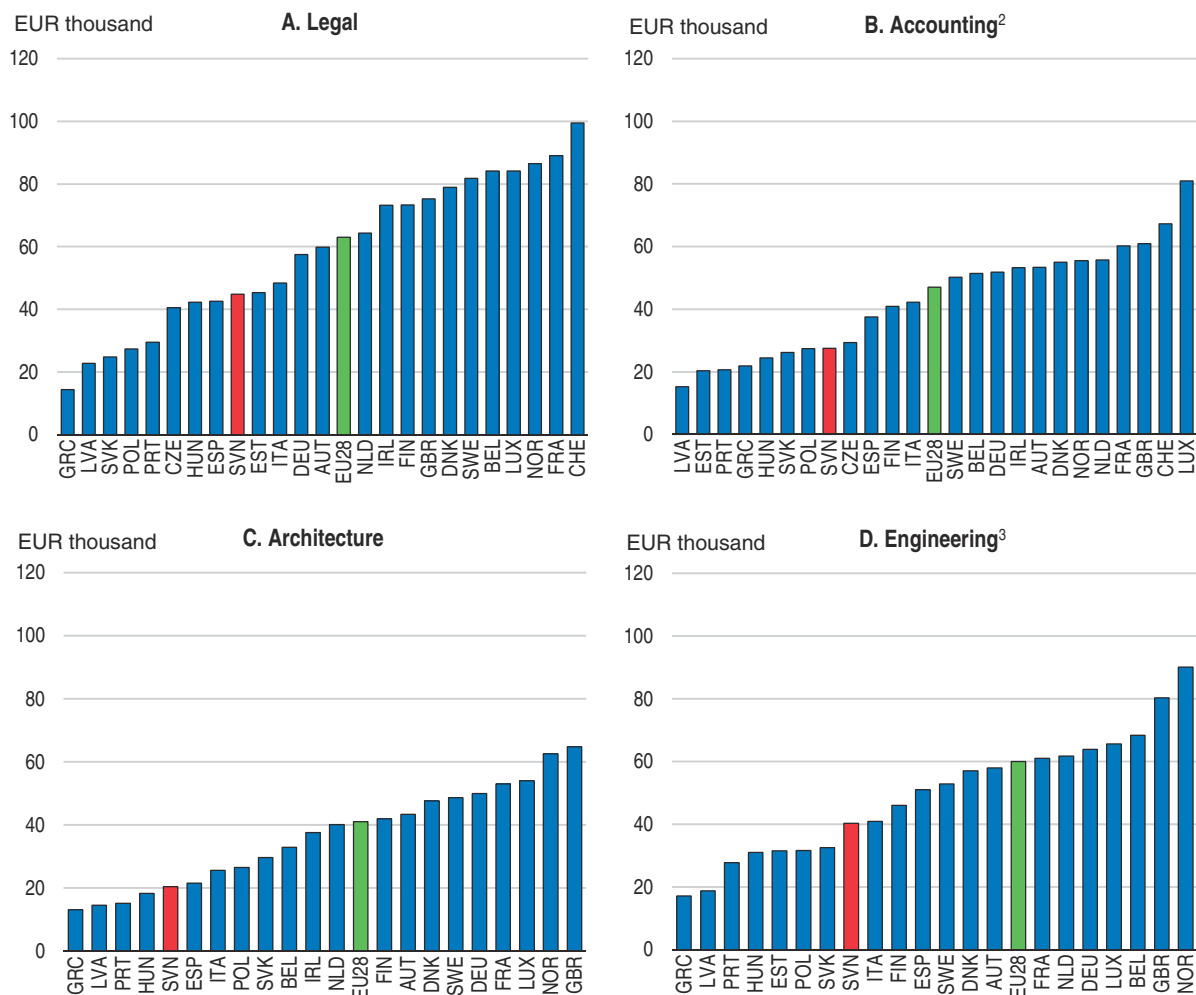 EUR thousand
A. Legal
120
100
80
60
40
20
0
GRC LVA SVK POL PRT CZE HUN ESP SVN EST ITA DEU AUT EU28 NLD IRL FIN GBR DNK SWE BEL LUX NOR FRA CHE
EUR thousand
B. Accounting²
120
100
80
60
40
20
0
LVA EST PRT GRC HUN SVK POL SVN CZE ESP FIN ITA EU28 SWE BEL DEU IRL AUT DNK NOR NLD FRA GBR CHE LUX
EUR thousand
C. Architecture
120
100
80
60
40
20
0
GRC LVA PRT HUN SVN ESP ITA POL SVK BEL IRL NLD EU28 FIN AUT DNK SWE DEU FRA LUX NOR GBR
EUR thousand
D. Engineering³
120
100
80
60
40
20
0
GRC LVA PRT HUN EST POL SVK SVN ITA FIN ESP SWE DNK AUT EU28 FRA NLD DEU LUX BEL GBR NOR